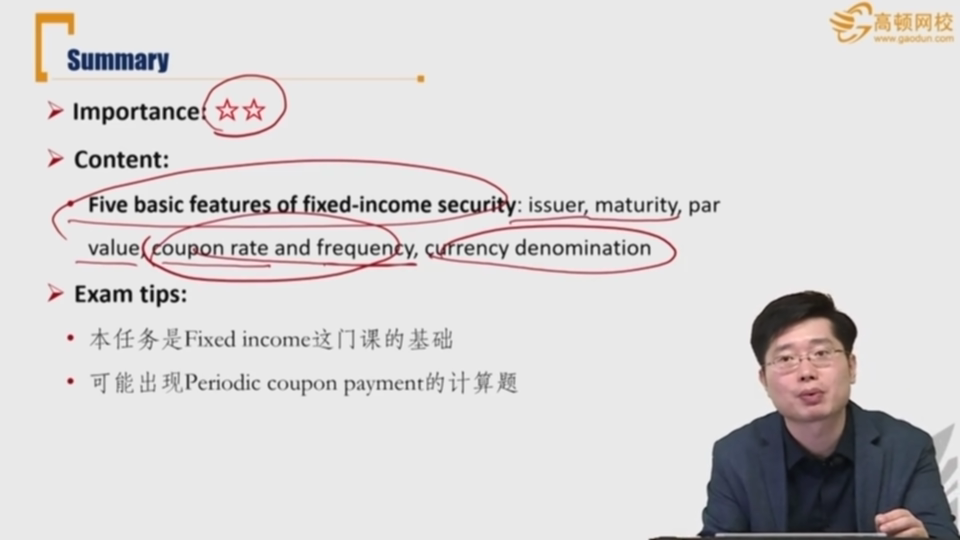 高顿网校
www.gaodun.com
Summary
Importance: ☆☆
Content:
Five basic features of fixed-income security: issuer, maturity, par
value, coupon rate and frequency, currency denomination
Exam tips:
本任务是Fixed income这门课的基础
可能出现Periodic coupon payment的计算题